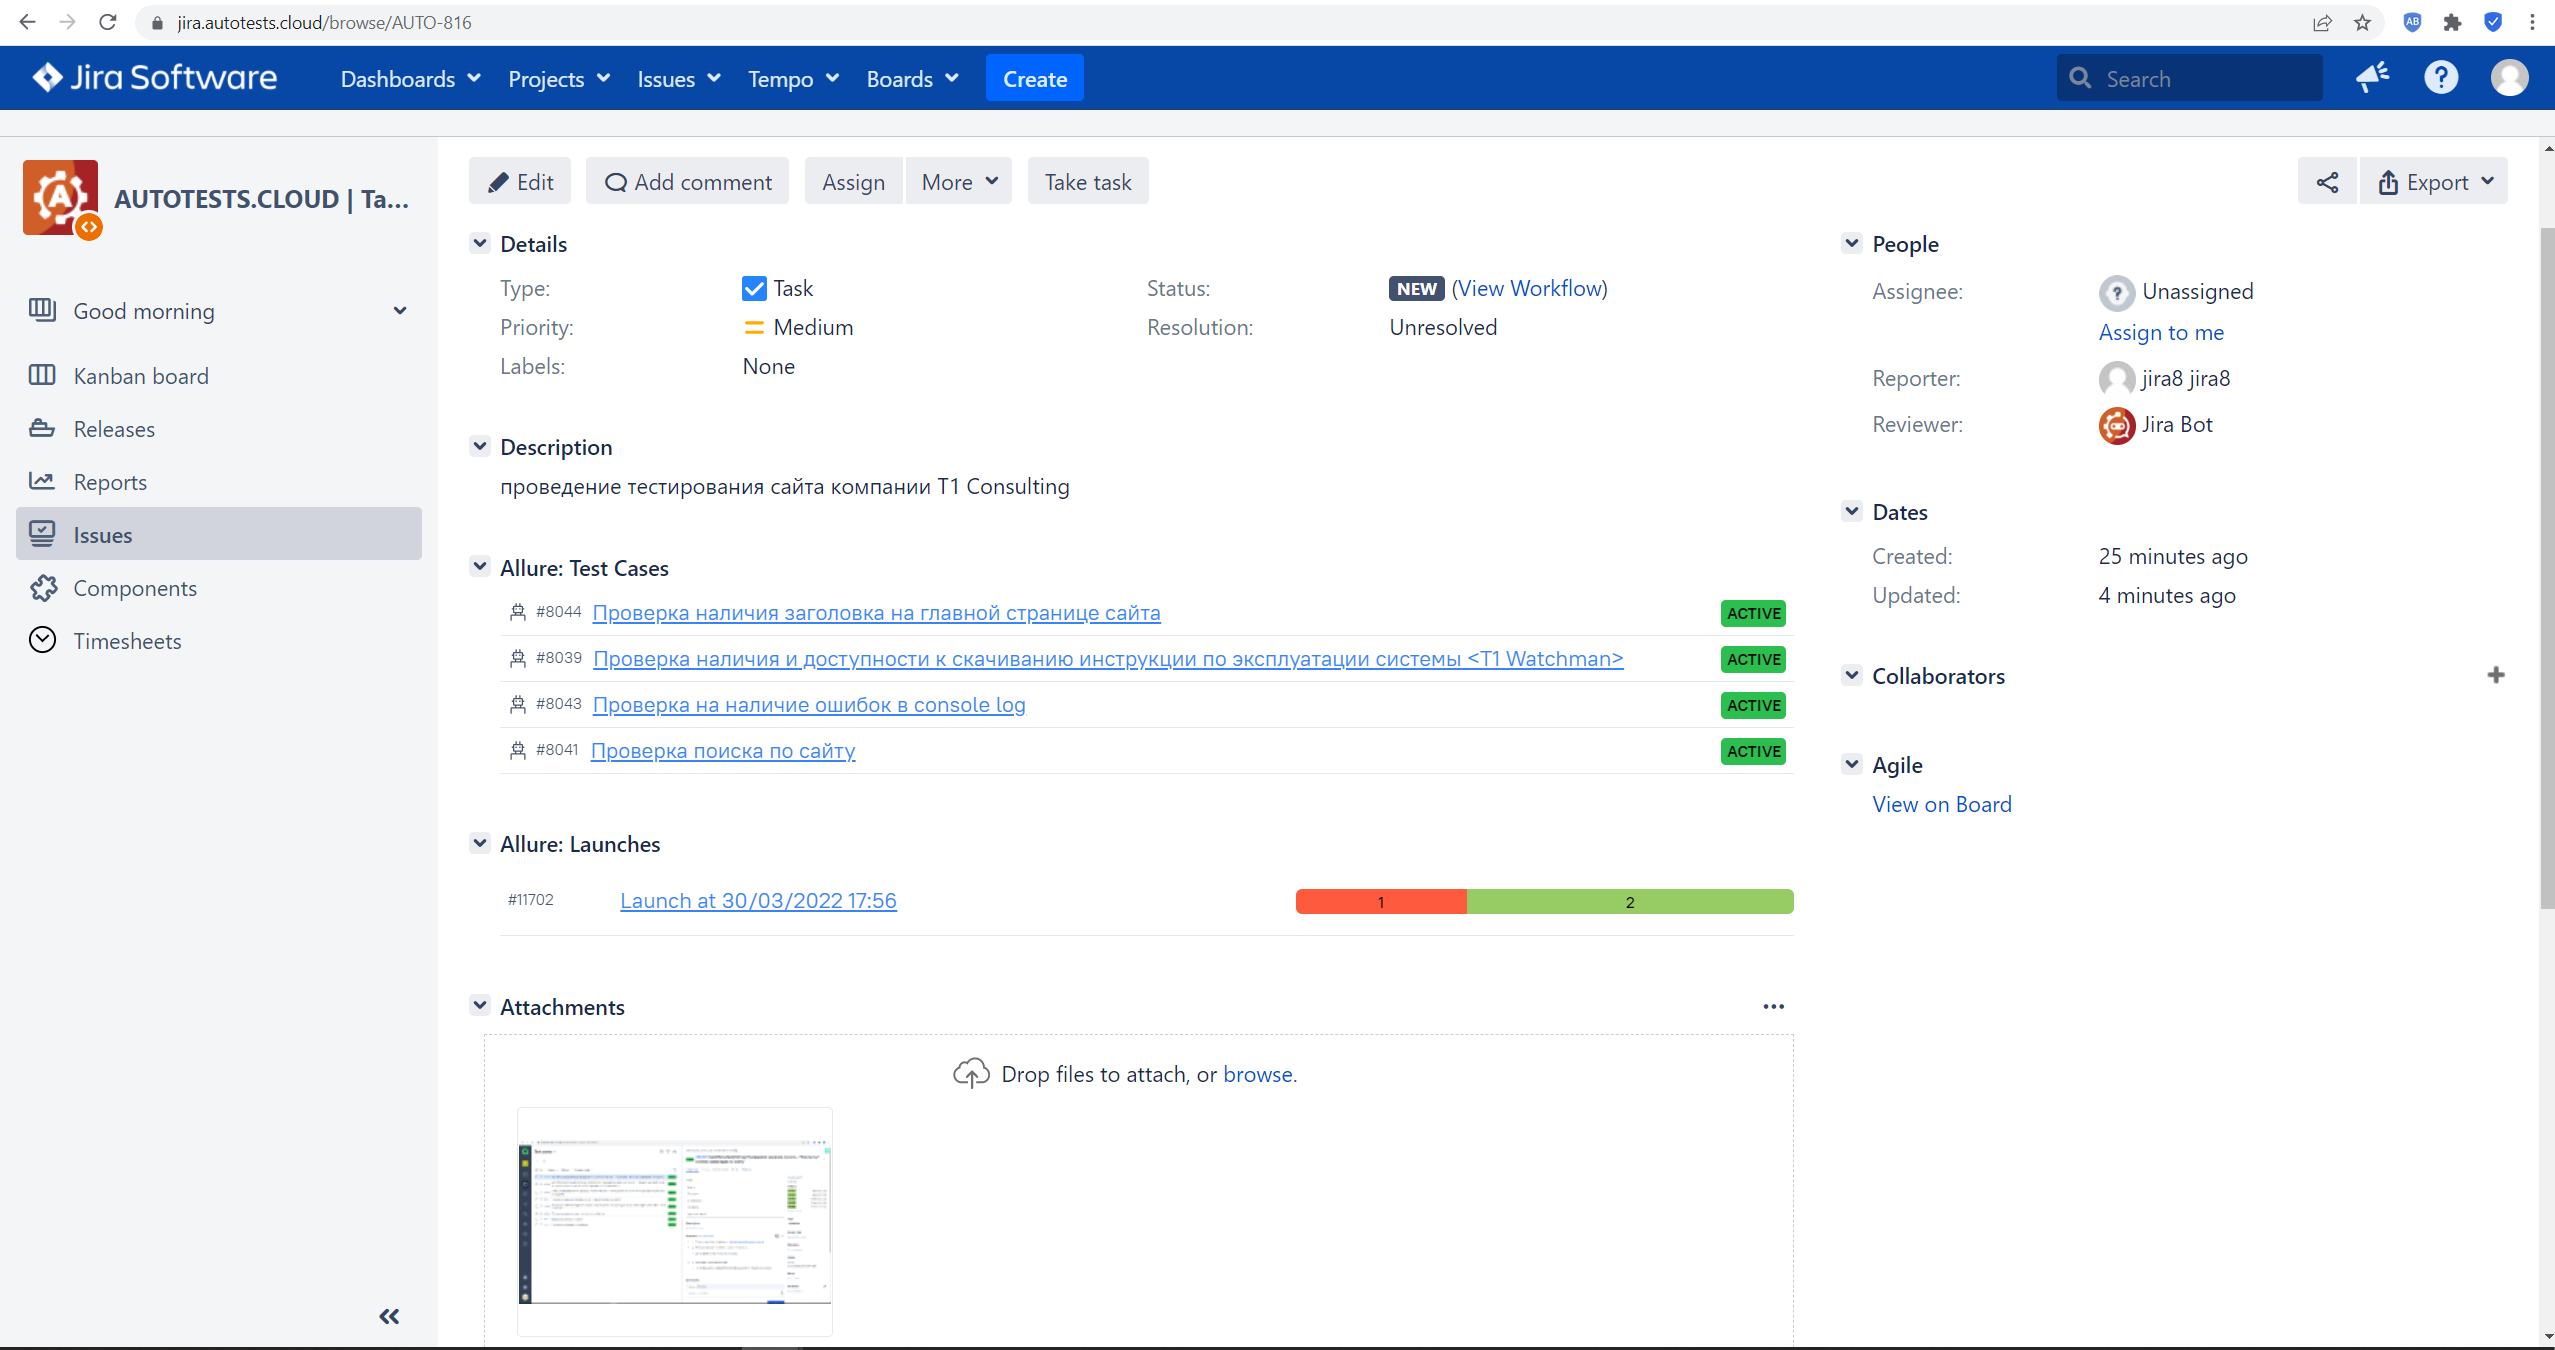 jira.autotests.cloud/browse/AUTO-816
Jira Software
Dashboards
Projects
Issues
Tempo
Boards
Create
Search
AUTOTESTS.CLOUD | Ta...
Good morning
Kanban board
Releases
Reports
Issues
Components
Timesheets
Edit
Add comment
Assign
More
Take task
Export
Details
Type: Task
Status: NEW (View Workflow)
Priority: Medium
Resolution: Unresolved
Labels: None
Description
проведение тестирования сайта компании T1 Consulting
Allure: Test Cases
#8044 Проверка наличия заголовка на главной странице сайта ACTIVE
#8039 Проверка наличия и доступности к скачиванию инструкции по эксплуатации системы <T1 Watchman> ACTIVE
#8043 Проверка на наличие ошибок в console log ACTIVE
#8041 Проверка поиска по сайту ACTIVE
Allure: Launches
#11702 Launch at 30/03/2022 17:56 1 2
Attachments
Drop files to attach, or browse.
People
Assignee: Unassigned
Assign to me
Reporter: jira8 jira8
Reviewer: Jira Bot
Dates
Created: 25 minutes ago
Updated: 4 minutes ago
Collaborators
Agile
View on Board